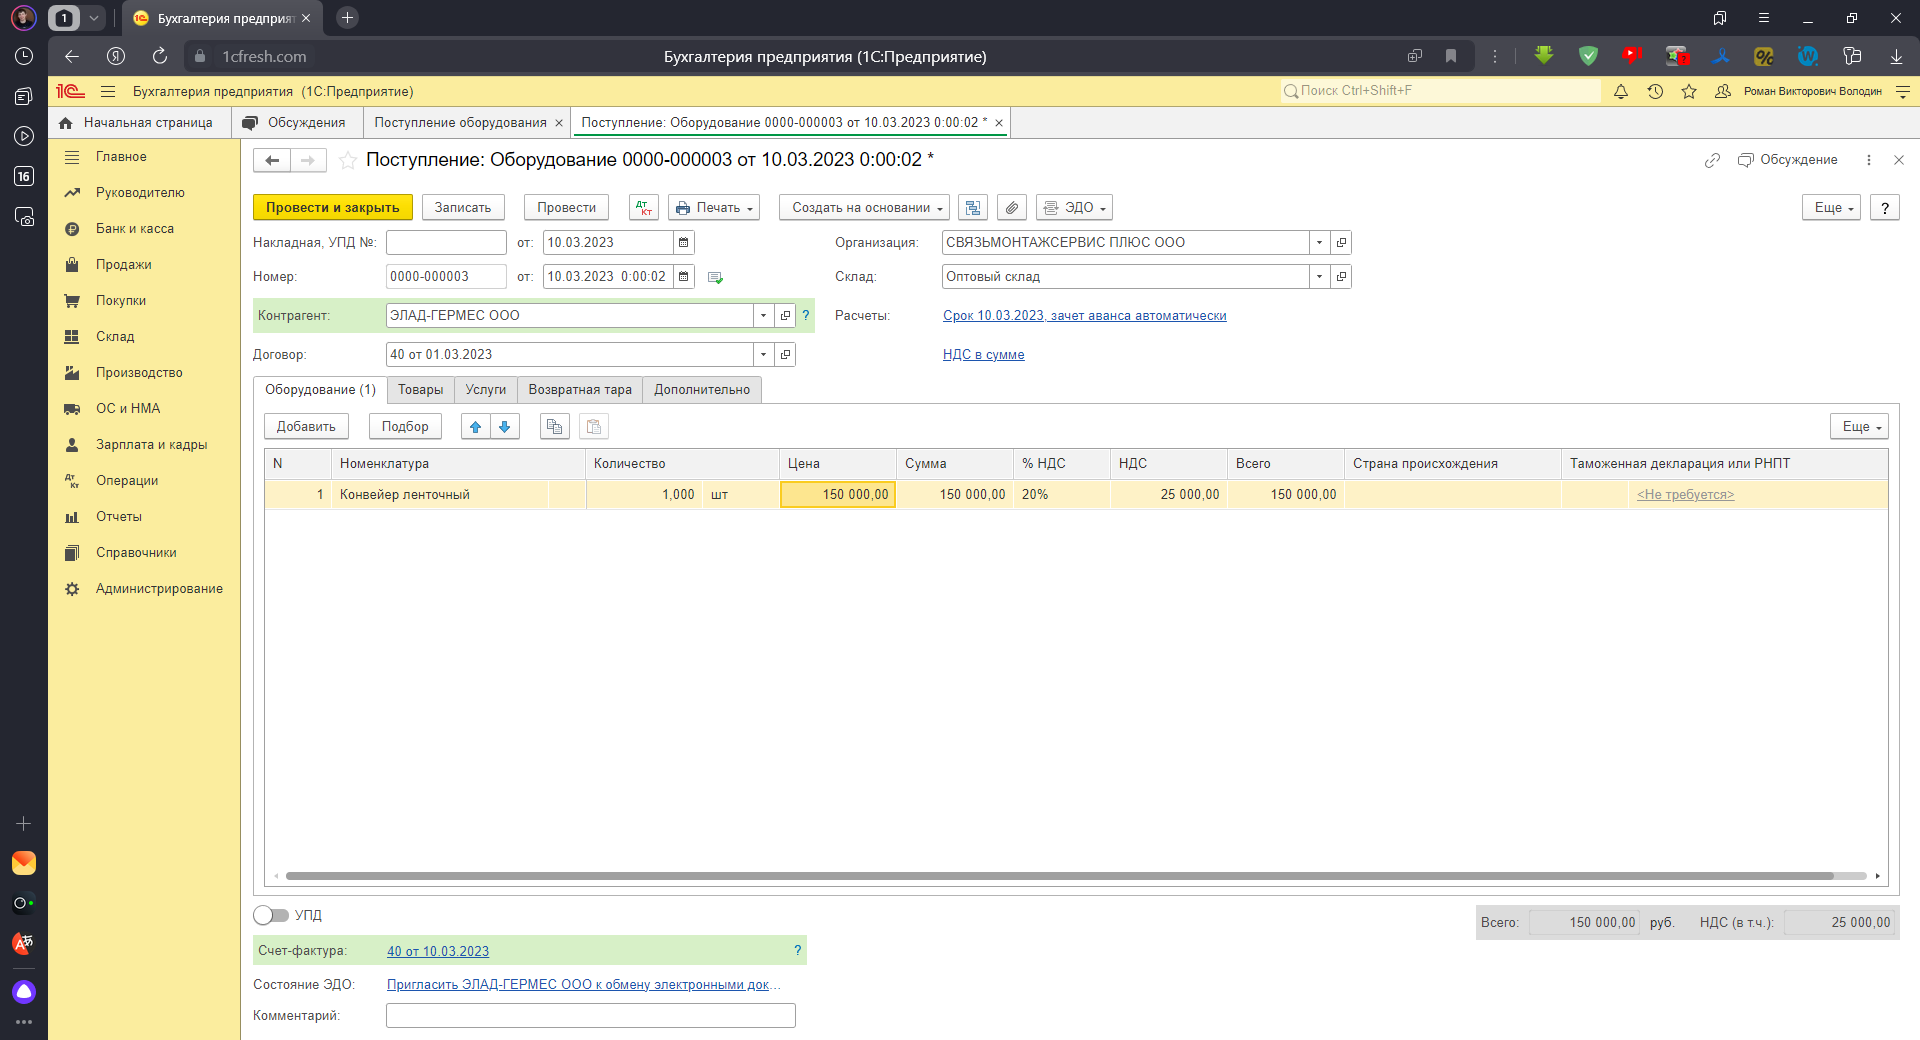 1 Бухгалтерия предприят
1cfresh.com Бухгалтерия предприятия (1С:Предприятие)
Бухгалтерия предприятия (1С:Предприятие) Поиск Ctrl+Shift+F Роман Викторович Володин
Начальная страница Обсуждения Поступление оборудования × Поступление: Оборудование 0000-000003 от 10.03.2023 0:00:02 * ×
16
Главное
Руководителю
Банк и касса
Продажи
Покупки
Склад
Производство
ОС и НМА
Зарплата и кадры
Операции
Отчеты
Справочники
Администрирование
Поступление: Оборудование 0000-000003 от 10.03.2023 0:00:02 * Обсуждение
Провести и закрыть Записать Провести Дт Кт Печать Создать на основании ЭДО Еще ?
Накладная, УПД №: от: 10.03.2023 Организация: СВЯЗЬМОНТАЖСЕРВИС ПЛЮС ООО
Номер: 0000-000003 от: 10.03.2023 0:00:02 Склад: Оптовый склад
Контрагент: ЭЛАД-ГЕРМЕС ООО ? Расчеты: Срок 10.03.2023, зачет аванса автоматически
Договор: 40 от 01.03.2023 НДС в сумме
Оборудование (1) Товары Услуги Возвратная тара Дополнительно
Добавить Подбор Еще
N Номенклатура Количество Цена Сумма % НДС НДС Всего Страна происхождения Таможенная декларация или РНПТ
1 Конвейер ленточный 1,000 шт 150 000,00 150 000,00 20% 25 000,00 150 000,00 <Не требуется>
УПД Всего: 150 000,00 руб. НДС (в т.ч.): 25 000,00
Счет-фактура: 40 от 10.03.2023 ?
Состояние ЭДО: Пригласить ЭЛАД-ГЕРМЕС ООО к обмену электронными док...
Комментарий: